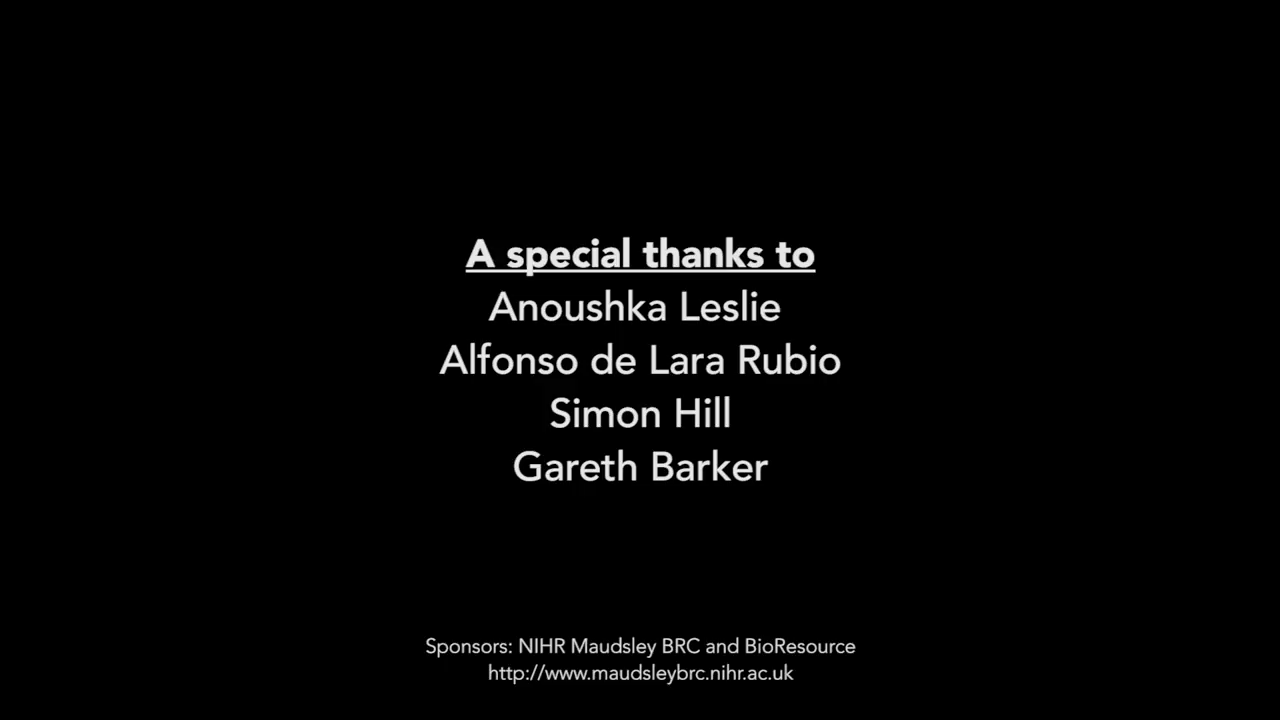 A special thanks to
Anoushka Leslie
Alfonso de Lara Rubio
Simon Hill
Gareth Barker
Sponsors: NIHR Maudsley BRC and BioResource
http://www.maudsleybrc.nihr.ac.uk